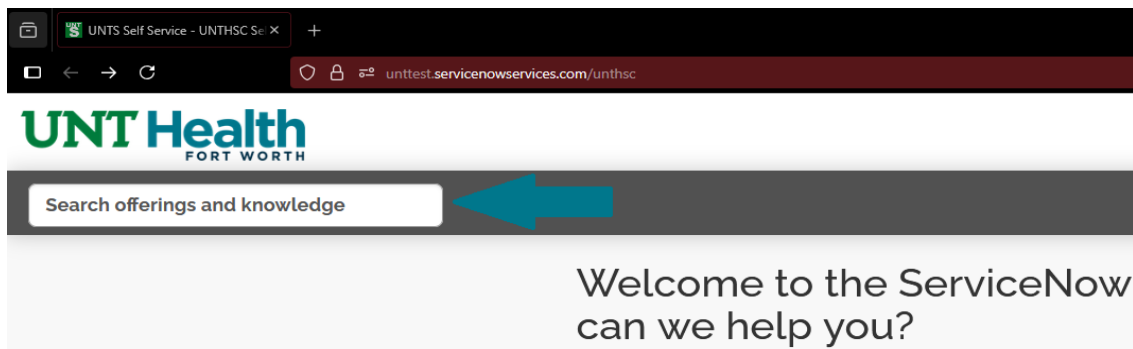 UNTS Self Service - UNTHSC Sel
unttest.servicenowservices.com/unthsc
UNT Health
FORT WORTH
Search offerings and knowledge
Welcome to the ServiceNow
can we help you?